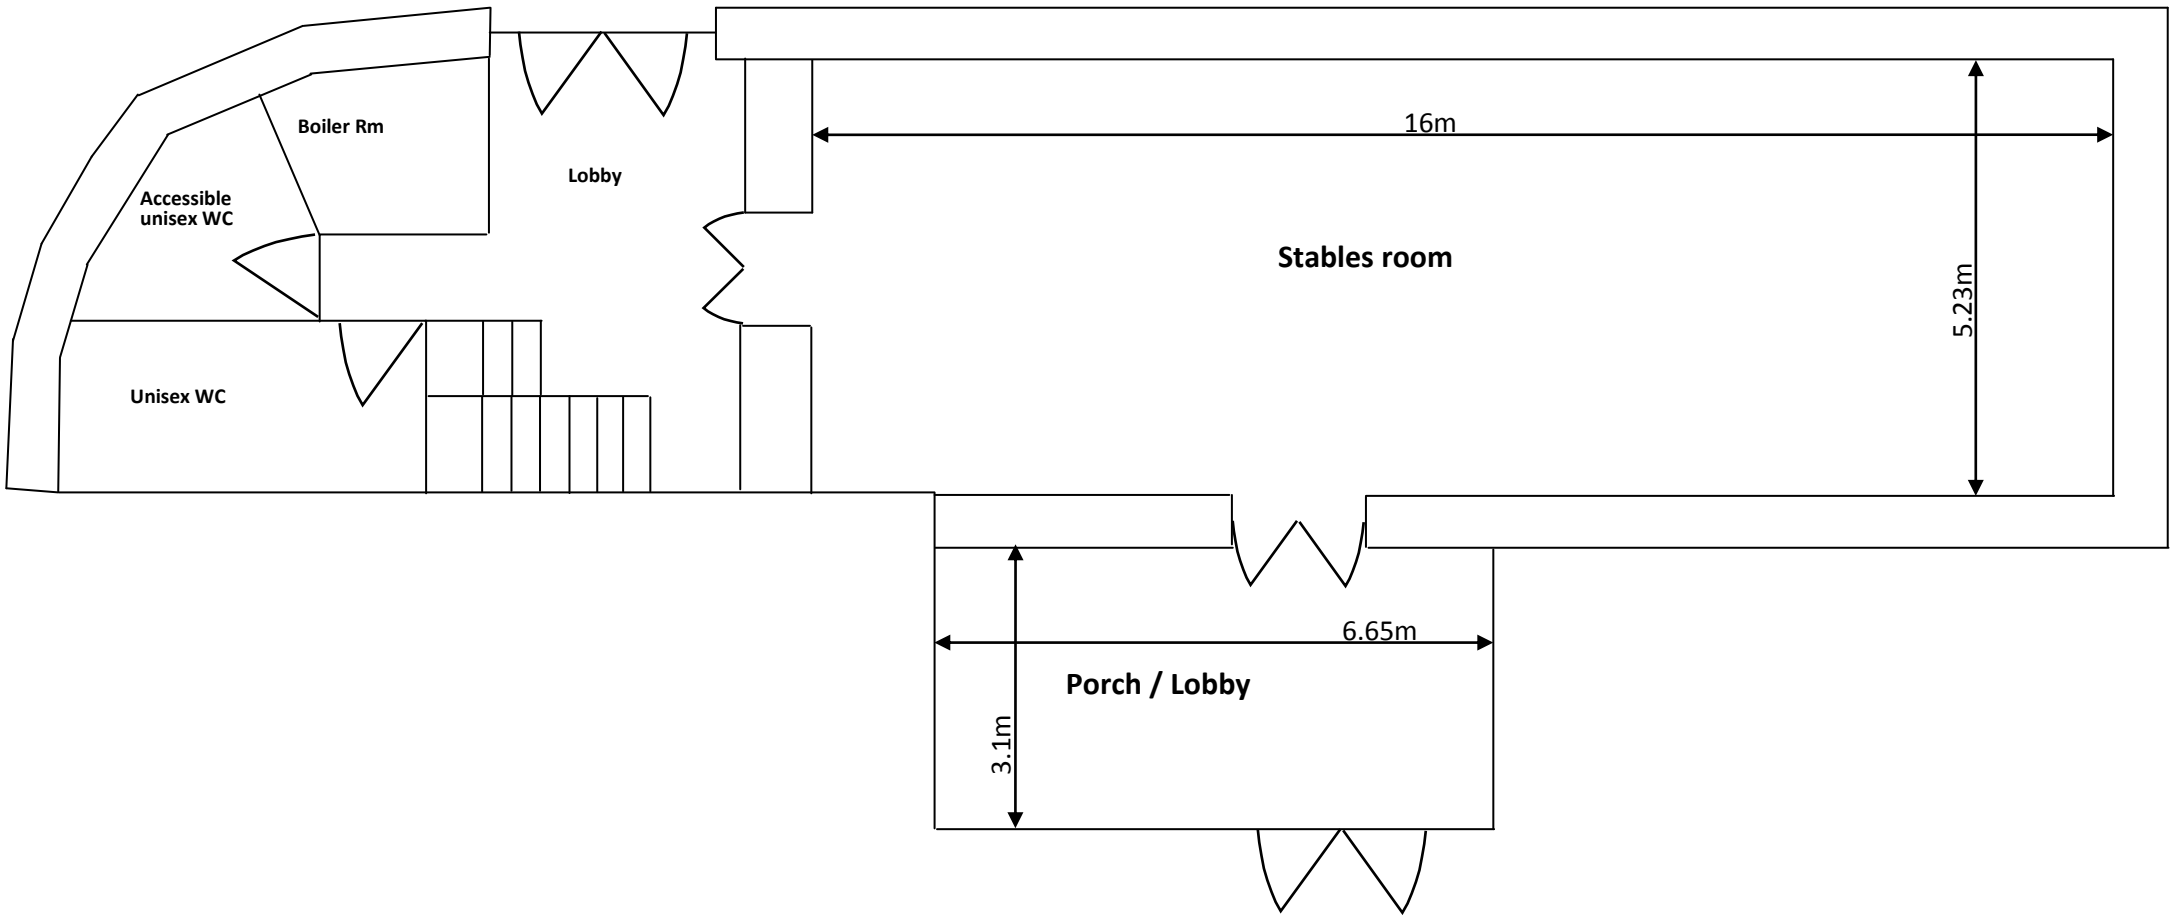 Boiler Rm
16m
Lobby
Accessible
unisex WC
Stables room
5.23m
Unisex WC
6.65m
Porch / Lobby
3.1m